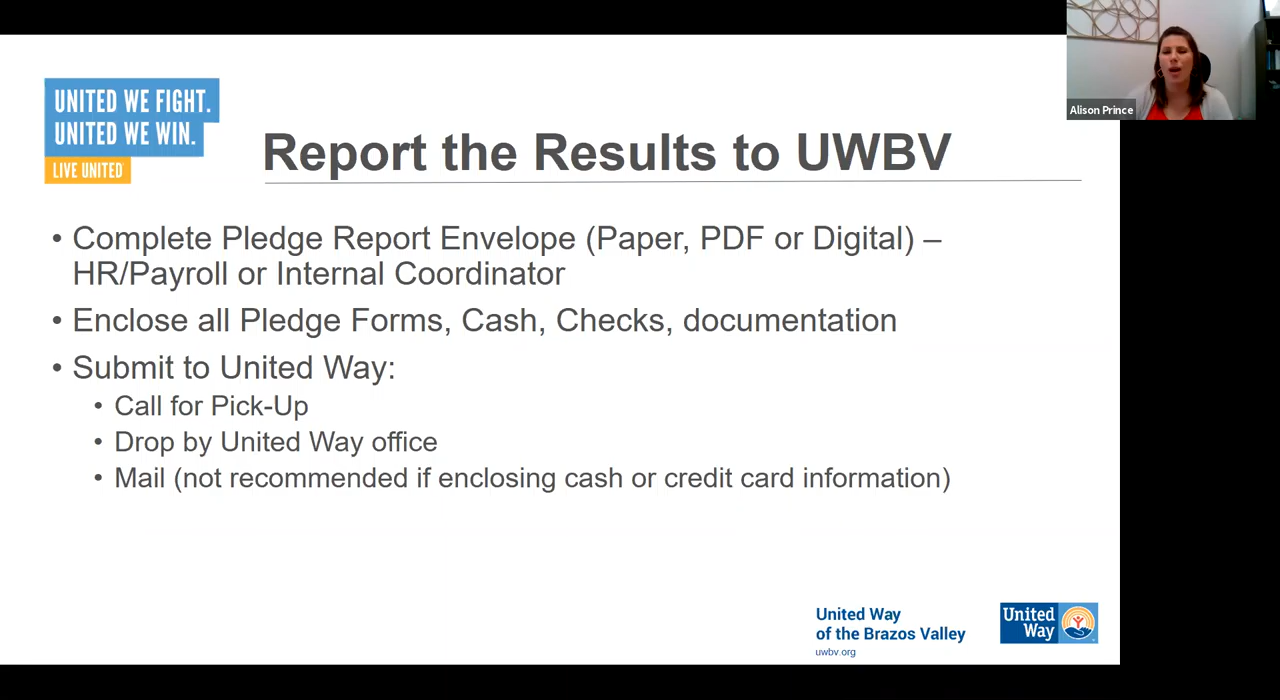 Alison Prince
UNITED WE FIGHT.
UNITED WE WIN.
LIVE UNITED
Report the Results to UWBV
• Complete Pledge Report Envelope (Paper, PDF or Digital) –
HR/Payroll or Internal Coordinator
• Enclose all Pledge Forms, Cash, Checks, documentation
• Submit to United Way:
• Call for Pick-Up
• Drop by United Way office
• Mail (not recommended if enclosing cash or credit card information)
United Way
of the Brazos Valley
uwbv.org
United
Way